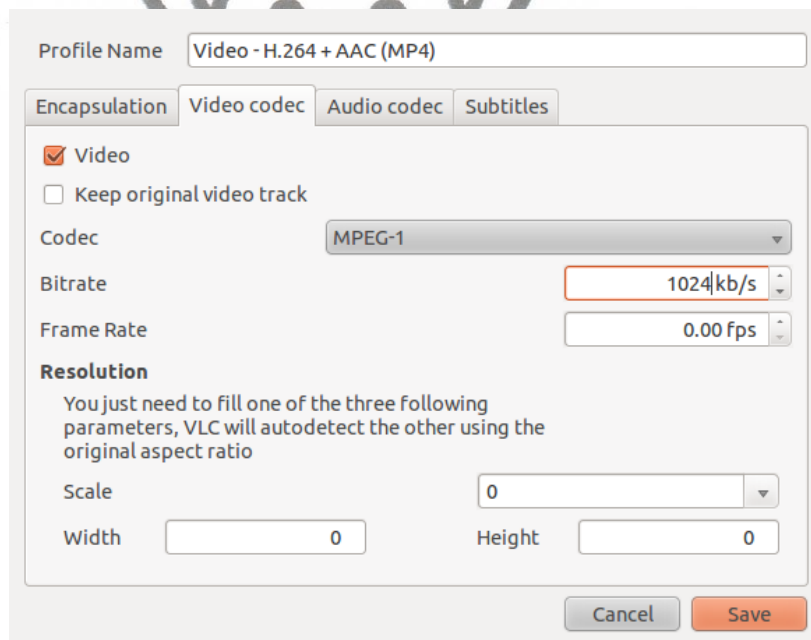 Profile Name Video - H.264 + AAC (MP4)
Encapsulation Video codec Audio codec Subtitles
Video
Keep original video track
Codec MPEG-1
Bitrate 1024 kb/s
Frame Rate 0.00 fps
Resolution
You just need to fill one of the three following
parameters, VLC will autodetect the other using the
original aspect ratio
Scale 0
Width 0 Height 0
Cancel Save